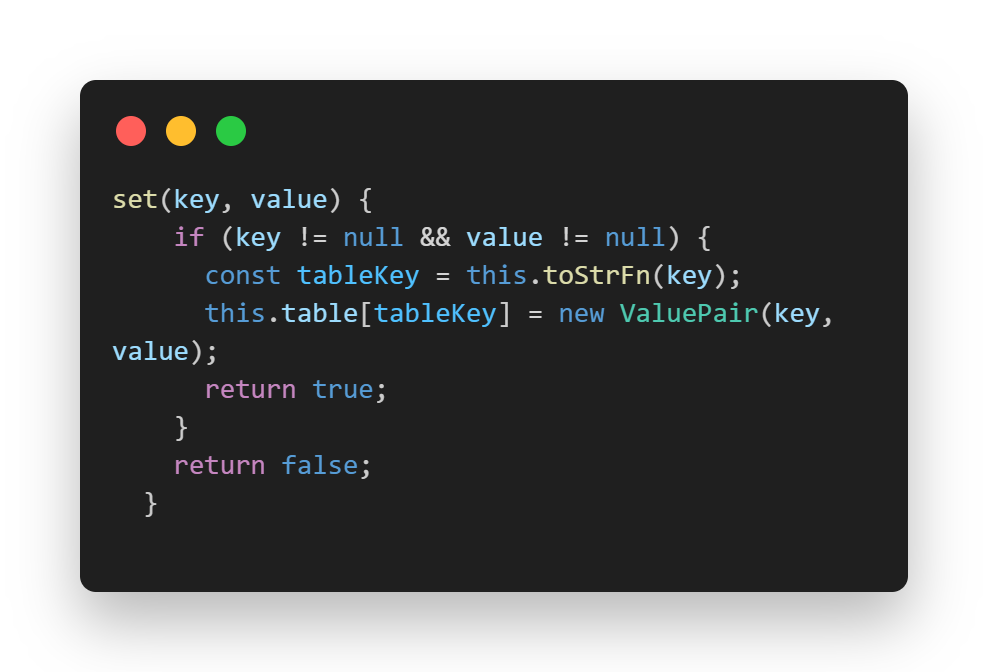 set(key, value) {
    if (key != null && value != null) {
      const tableKey = this.toStrFn(key);
      this.table[tableKey] = new ValuePair(key,
value);
      return true;
    }
    return false;
  }